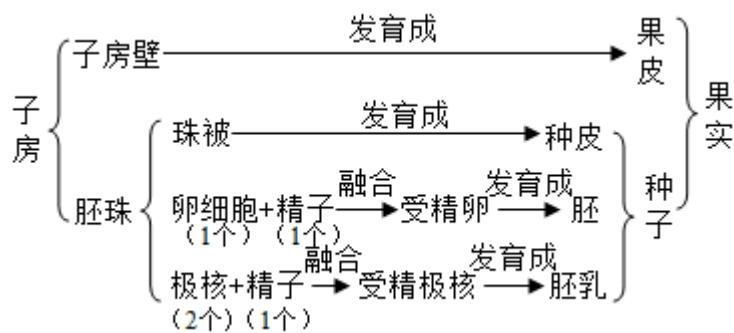 子房
子房壁 发育成 果皮
果实
胚珠
珠被 发育成 种皮
种子
卵细胞+精子 融合 受精卵 发育成 胚
（1个）（1个）
极核+精子 融合 受精极核 发育成 胚乳
（2个）（1个）